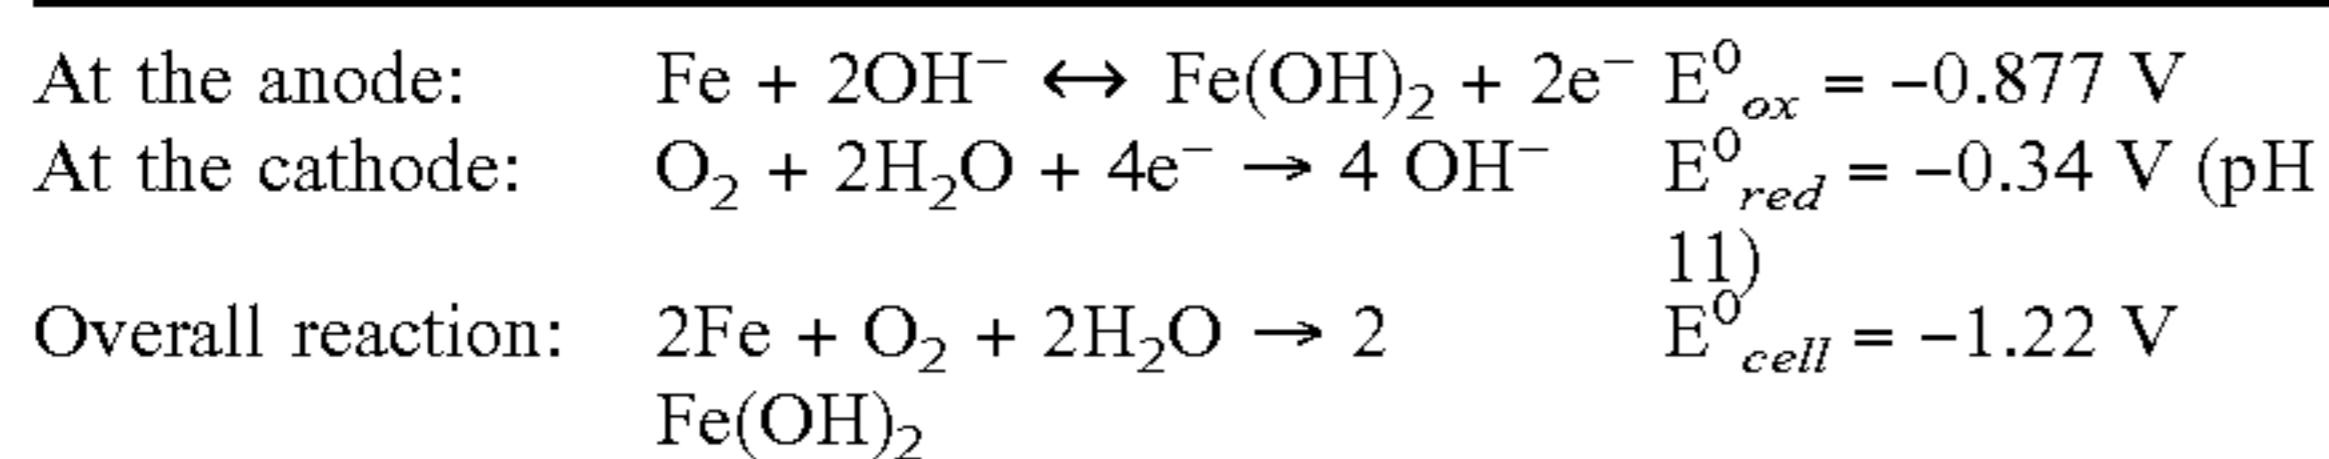 At the anode: Fe + 2OH⁻ ↔ Fe(OH)₂ + 2e⁻ E⁰ₒₓ = −0.877 V
At the cathode: O₂ + 2H₂O + 4e⁻ → 4 OH⁻ E⁰red = −0.34 V (pH
11)
Overall reaction: 2Fe + O₂ + 2H₂O → 2 E⁰cell = −1.22 V
Fe(OH)₂